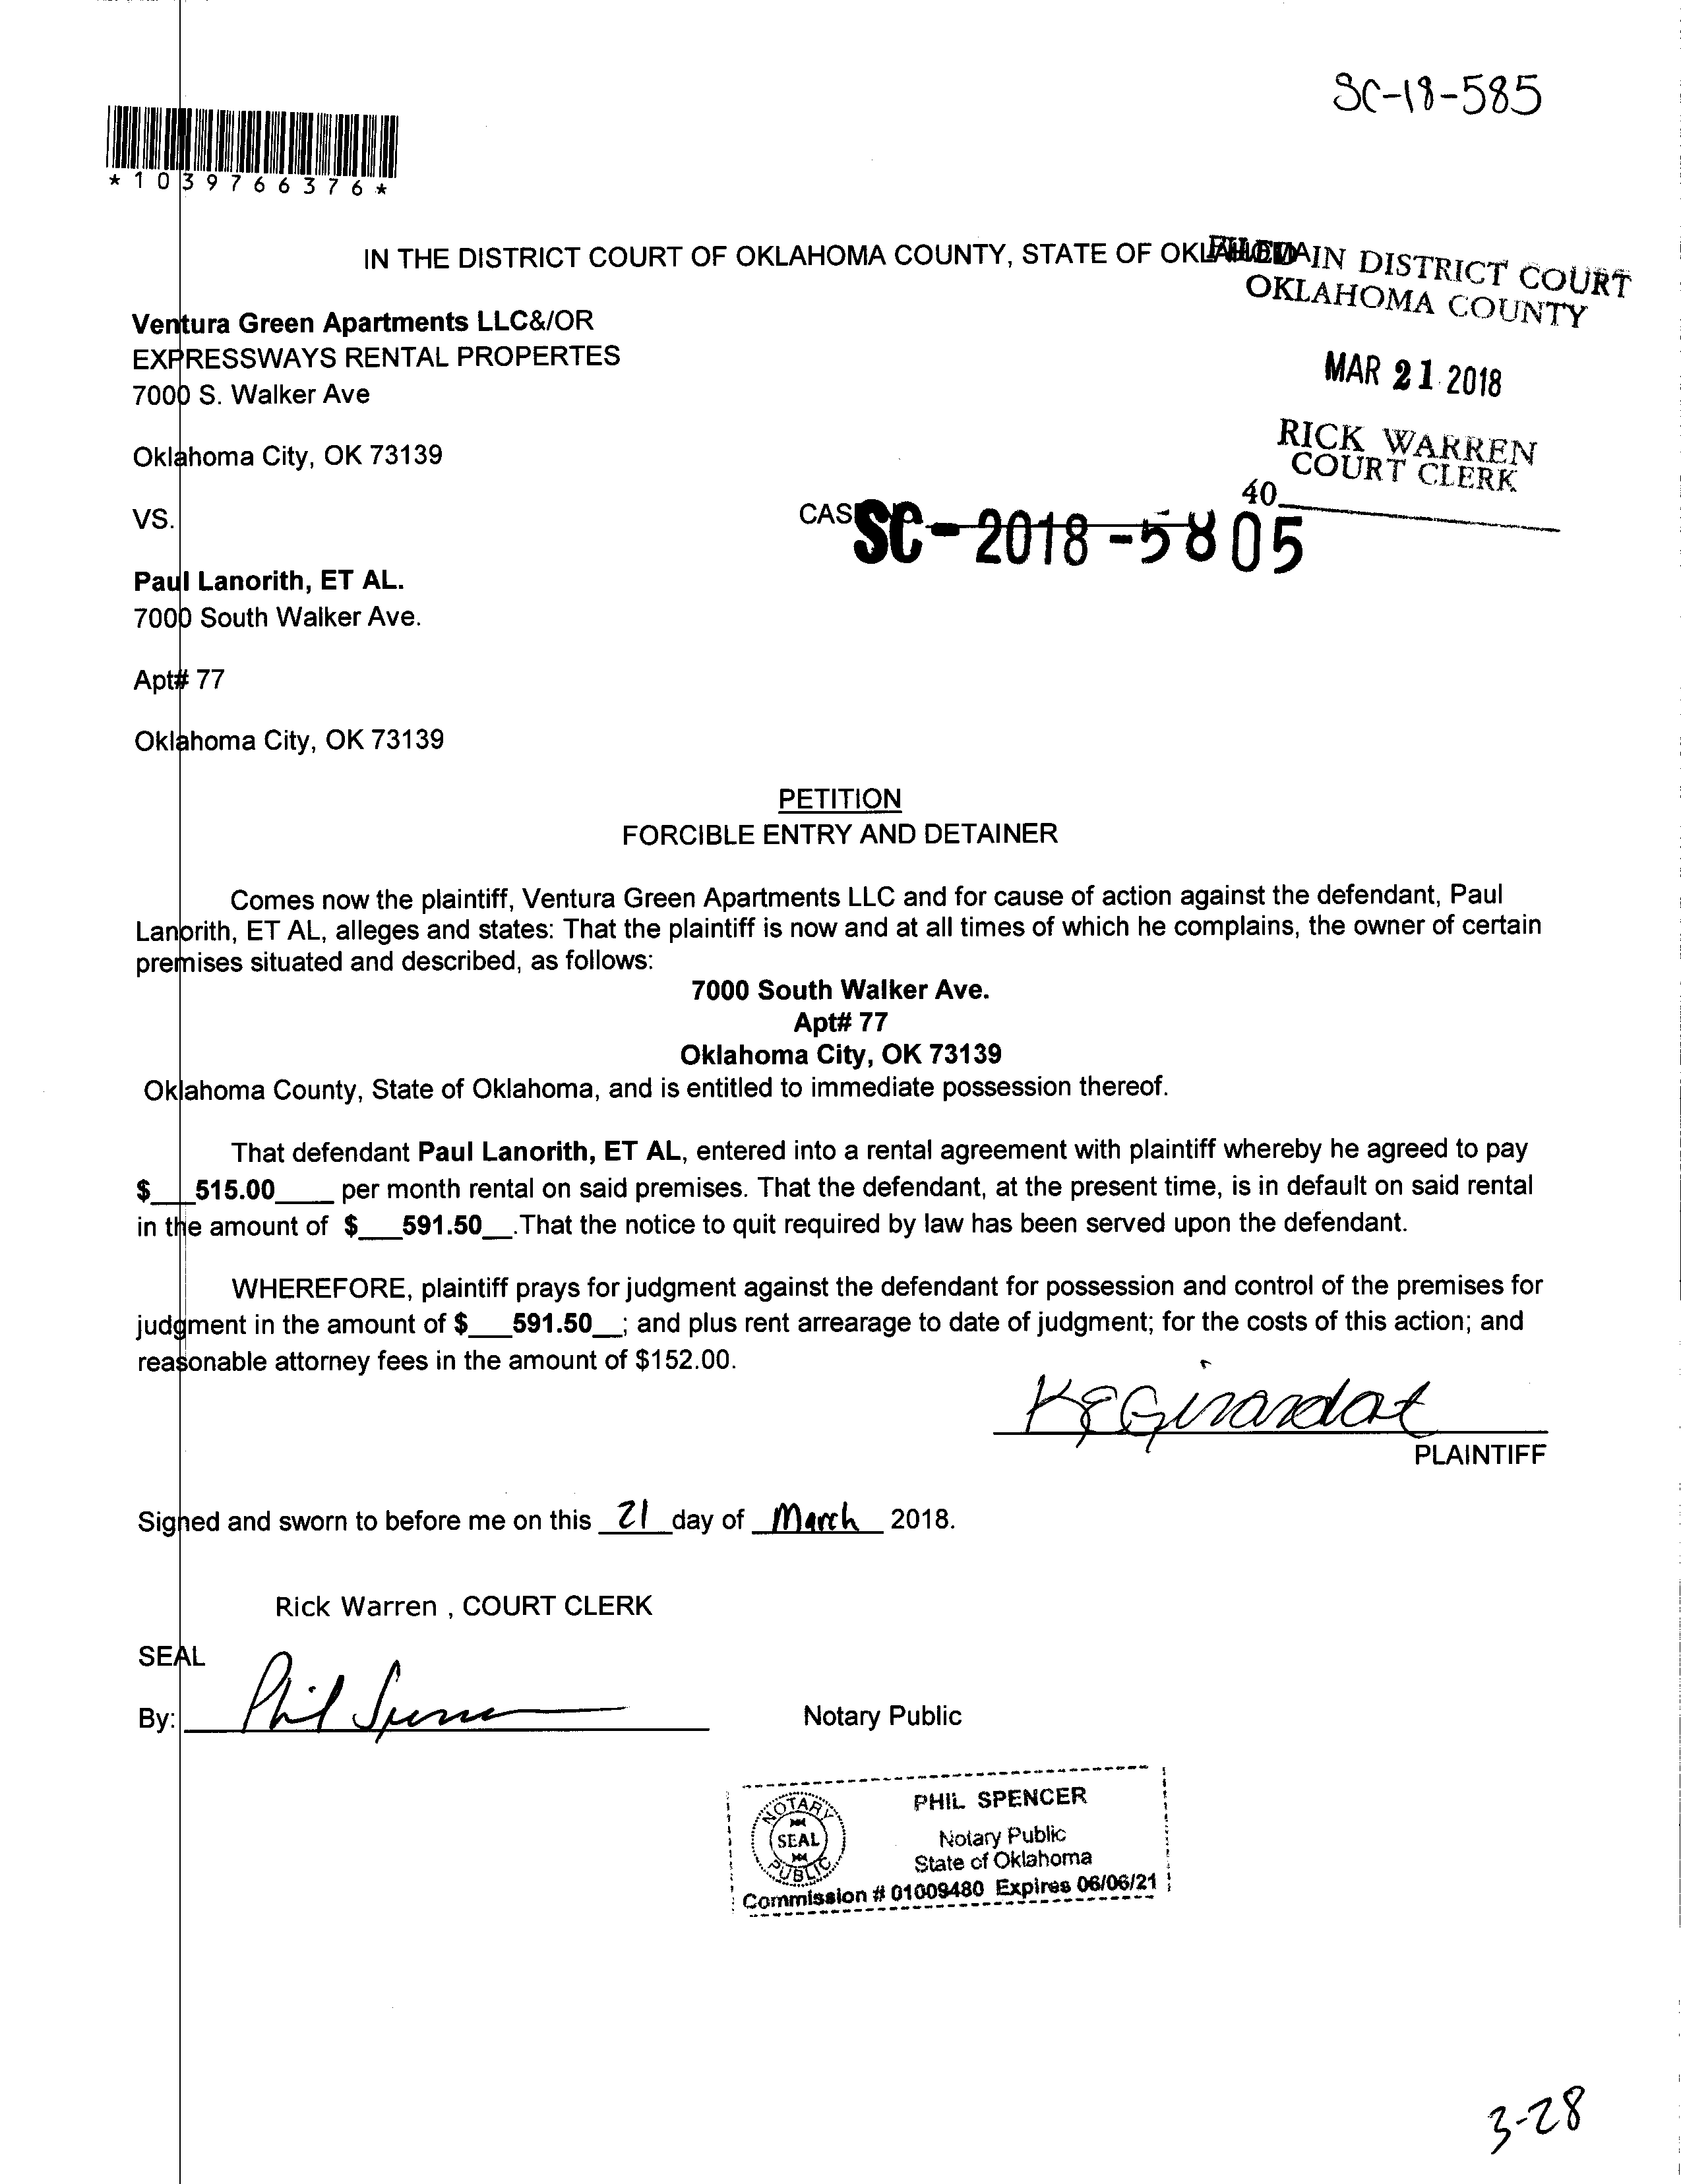 SC-18-585
*1039766376*
IN THE DISTRICT COURT OF OKLAHOMA COUNTY, STATE OF OKLAHOMA
FILED IN DISTRICT COURT
OKLAHOMA COUNTY
Ventura Green Apartments LLC&/OR
EXPRESSWAYS RENTAL PROPERTES
7000 S. Walker Ave
MAR 21 2018
Oklahoma City, OK 73139
RICK WARREN
COURT CLERK
40
VS.
CAS SC-2018-5805
Paul Lanorith, ET AL.
7000 South Walker Ave.
Apt# 77
Oklahoma City, OK 73139
PETITION
FORCIBLE ENTRY AND DETAINER
Comes now the plaintiff, Ventura Green Apartments LLC and for cause of action against the defendant, Paul
Lanorith, ET AL, alleges and states: That the plaintiff is now and at all times of which he complains, the owner of certain
premises situated and described, as follows:
7000 South Walker Ave.
Apt# 77
Oklahoma City, OK 73139
Oklahoma County, State of Oklahoma, and is entitled to immediate possession thereof.
That defendant Paul Lanorith, ET AL, entered into a rental agreement with plaintiff whereby he agreed to pay
$___515.00____ per month rental on said premises. That the defendant, at the present time, is in default on said rental
in the amount of $___591.50__.That the notice to quit required by law has been served upon the defendant.
WHEREFORE, plaintiff prays for judgment against the defendant for possession and control of the premises for
judgment in the amount of $___591.50__; and plus rent arrearage to date of judgment; for the costs of this action; and
reasonable attorney fees in the amount of $152.00.
KEGirardat
PLAINTIFF
Signed and sworn to before me on this 21 day of March 2018.
Rick Warren , COURT CLERK
SEAL
By: Phil Spencer
Notary Public
NOTARY
SEAL
PUBLIC
PHIL SPENCER
Notary Public
State of Oklahoma
Commission # 01009480 Expires 06/06/21
3-28